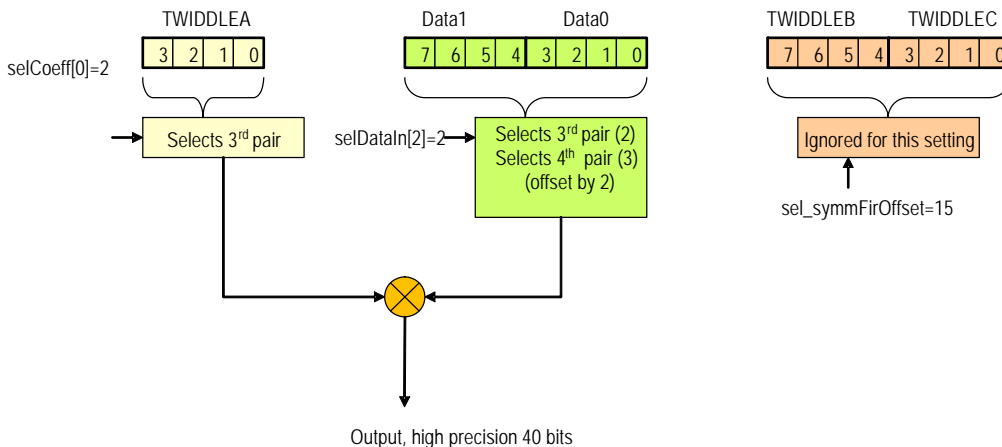 TWIDDLEA
Data1 Data0
TWIDDLEB TWIDDLEC
3 2 1 0
7 6 5 4 3 2 1 0
7 6 5 4 3 2 1 0
selCoeff[0]=2
Selects 3rd pair
selDataIn[2]=2
Selects 3rd pair (2)
Selects 4th pair (3)
(offset by 2)
Ignored for this setting
sel_symmFirOffset=15
Output, high precision 40 bits